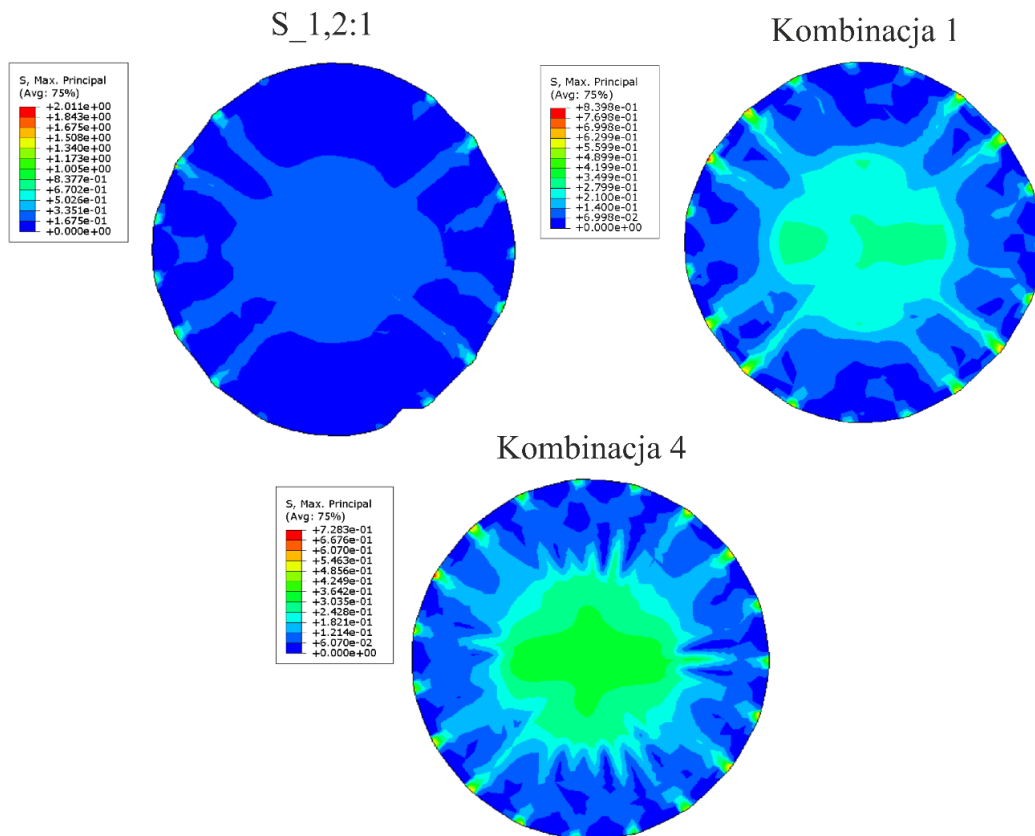 S_1,2:1
S, Max. Principal
(Avg: 75%)
+2.011e+00
+1.843e+00
+1.675e+00
+1.508e+00
+1.340e+00
+1.173e+00
+1.005e+00
+8.377e-01
+6.702e-01
+5.026e-01
+3.351e-01
+1.675e-01
+0.000e+00
Kombinacja 1
S, Max. Principal
(Avg: 75%)
+8.398e-01
+7.698e-01
+6.998e-01
+6.299e-01
+5.599e-01
+4.899e-01
+4.199e-01
+3.499e-01
+2.799e-01
+2.100e-01
+1.400e-01
+6.998e-02
+0.000e+00
Kombinacja 4
S, Max. Principal
(Avg: 75%)
+7.283e-01
+6.676e-01
+6.070e-01
+5.463e-01
+4.856e-01
+4.249e-01
+3.642e-01
+3.035e-01
+2.428e-01
+1.821e-01
+1.214e-01
+6.070e-02
+0.000e+00